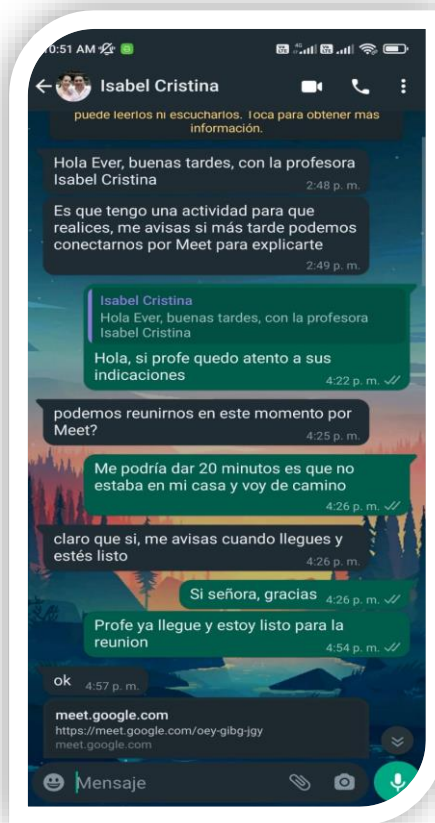 0:51 AM
Isabel Cristina
puede leerlos ni escucharlos. Toca para obtener más
información.
Hola Ever, buenas tardes, con la profesora
Isabel Cristina
2:48 p. m.
Es que tengo una actividad para que
realices, me avisas si más tarde podemos
conectarnos por Meet para explicarte
2:49 p. m.
Isabel Cristina
Hola Ever, buenas tardes, con la profesora
Isabel Cristina
Hola, si profe quedo atento a sus
indicaciones
4:22 p. m.
podemos reunirnos en este momento por
Meet?
4:25 p. m.
Me podría dar 20 minutos es que no
estaba en mi casa y voy de camino
4:26 p. m.
claro que si, me avisas cuando llegues y
estés listo
4:26 p. m.
Si señora, gracias 4:26 p. m.
Profe ya llegue y estoy listo para la
reunion
4:54 p. m.
ok 4:57 p. m.
meet.google.com
https://meet.google.com/oey-gibg-jgy
meet.google.com
Mensaje